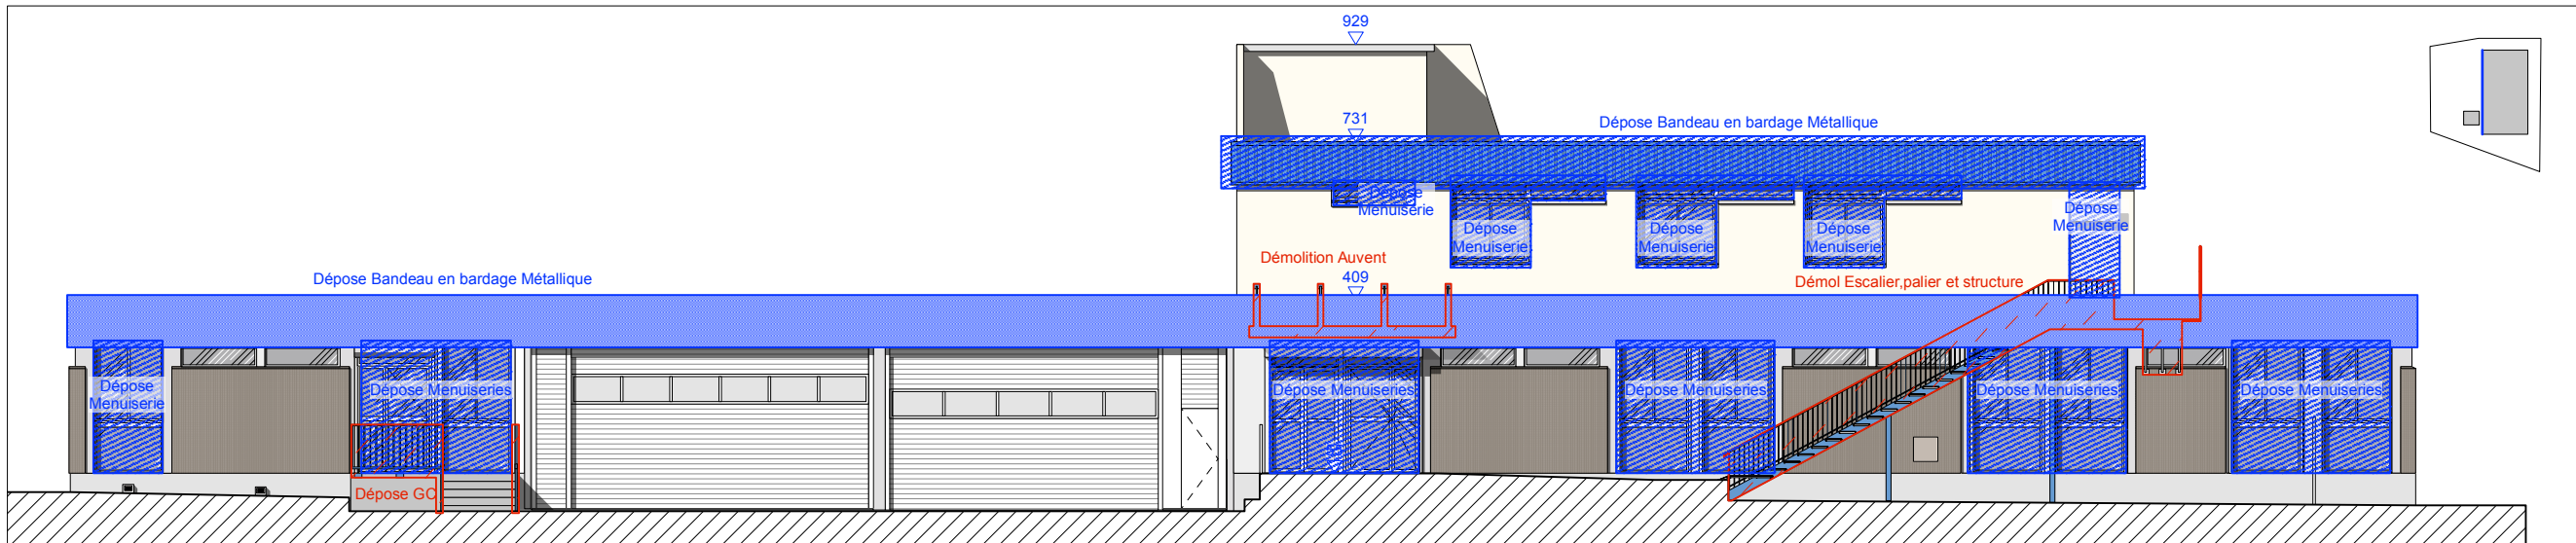 929
731
Dépose Bandeau en bardage Métallique
Dépose
Menuiserie
Dépose
Menuiserie
Dépose
Menuiserie
Dépose
Menuiserie
Dépose
Menuiserie
Démolition Auvent
409
Dépose Bandeau en bardage Métallique
Démol Escalier,palier et structure
Dépose
Menuiserie
Dépose Menuiseries
Dépose Menuiseries
Dépose Menuiseries
Dépose Menuiseries
Dépose Menuiseries
Dépose GC